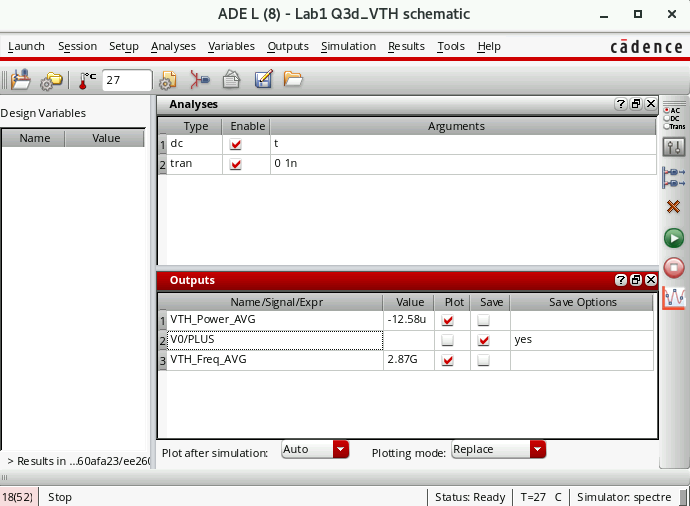 ADE L (8) - Lab1 Q3d_VTH schematic
Launch Session Setup Analyses Variables Outputs Simulation Results Tools Help
cādence
°C 27
Design Variables
Name Value
Analyses
Type Enable Arguments
1 dc t
2 tran 0 1n
AC
DC
Trans
Outputs
Name/Signal/Expr Value Plot Save Save Options
1 VTH_Power_AVG -12.58u
2 V0/PLUS yes
3 VTH_Freq_AVG 2.87G
Plot after simulation: Auto Plotting mode: Replace
> Results in ...60afa23/ee260
18(52) Stop Status: Ready T=27 C Simulator: spectre